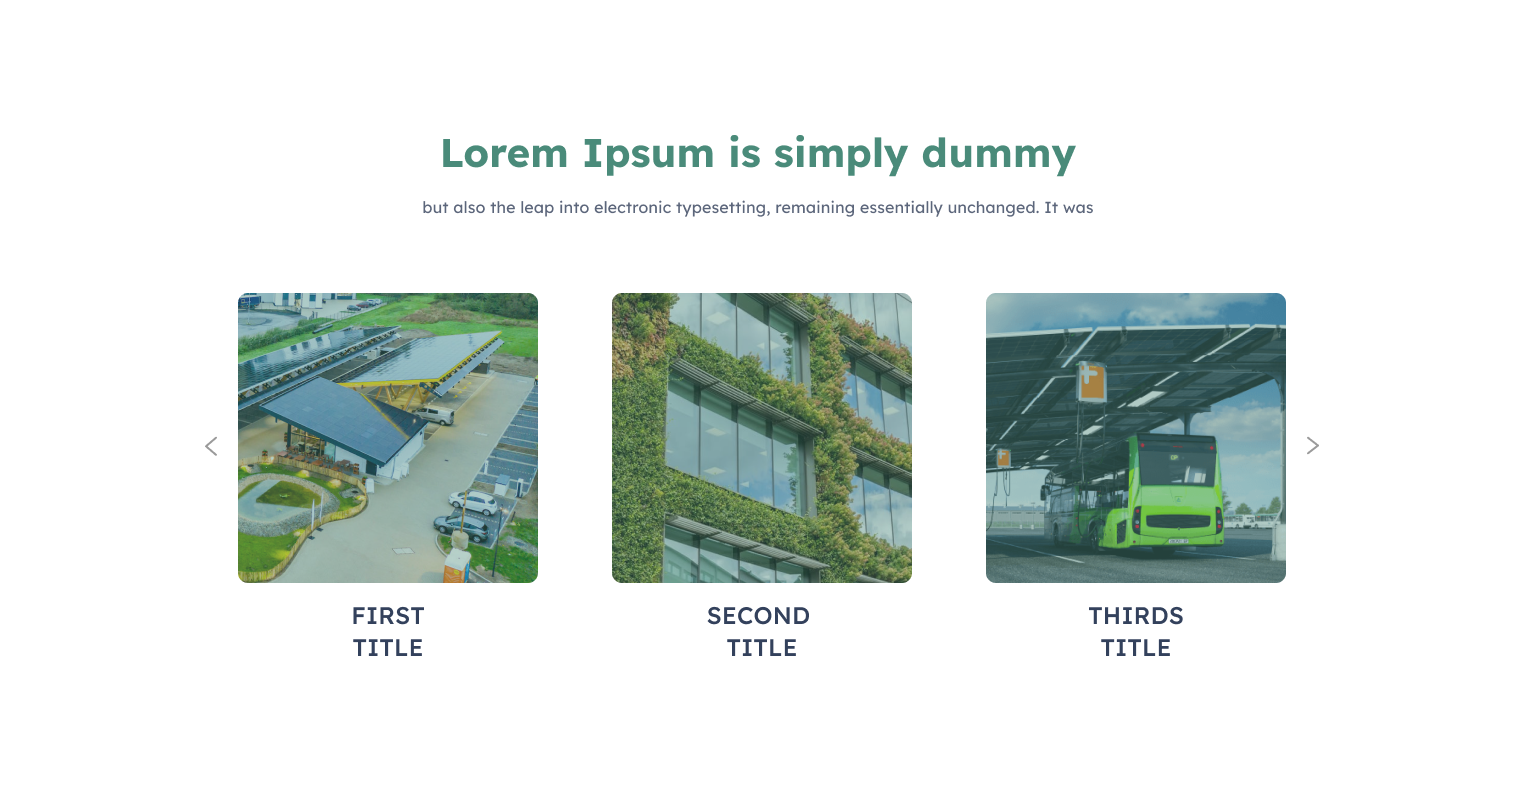 Lorem Ipsum is simply dummy
but also the leap into electronic typesetting, remaining essentially unchanged. It was
FIRST
TITLE
SECOND
TITLE
THIRDS
TITLE